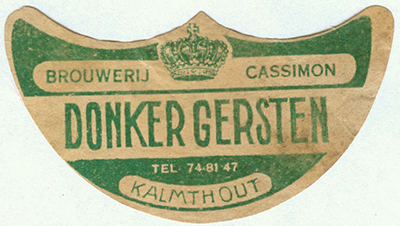 BROUWERIJ CASSIMON
DONKER GERSTEN
TEL. 74.81.47
KALMTHOUT